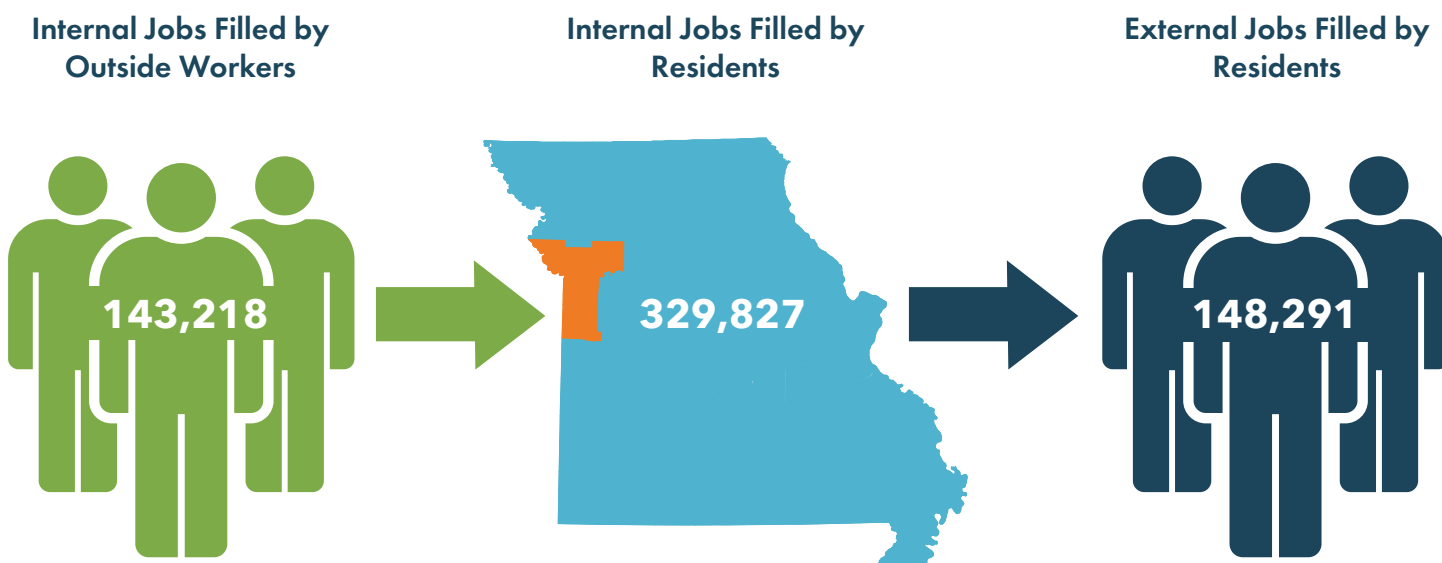 Internal Jobs Filled by
Outside Workers
Internal Jobs Filled by
Residents
External Jobs Filled by
Residents
143,218
329,827
148,291